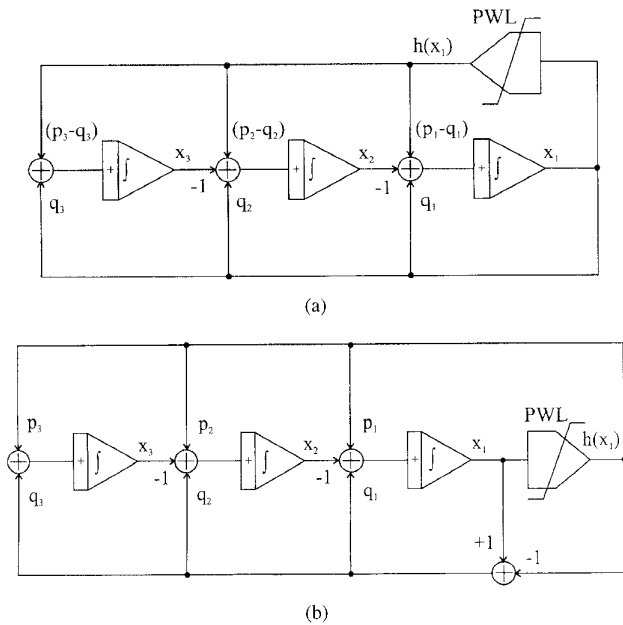 PWL
h(x₁)
(p₃-q₃) (p₂-q₂) (p₁-q₁)
+ ∫ x₃ + ∫ x₂ + ∫ x₁
-1 -1
q₃ q₂ q₁
(a)
p₃ p₂ p₁ PWL h(x₁)
+ ∫ x₃ + ∫ x₂ + ∫ x₁
-1 -1
q₃ q₂ q₁
+1 -1
(b)